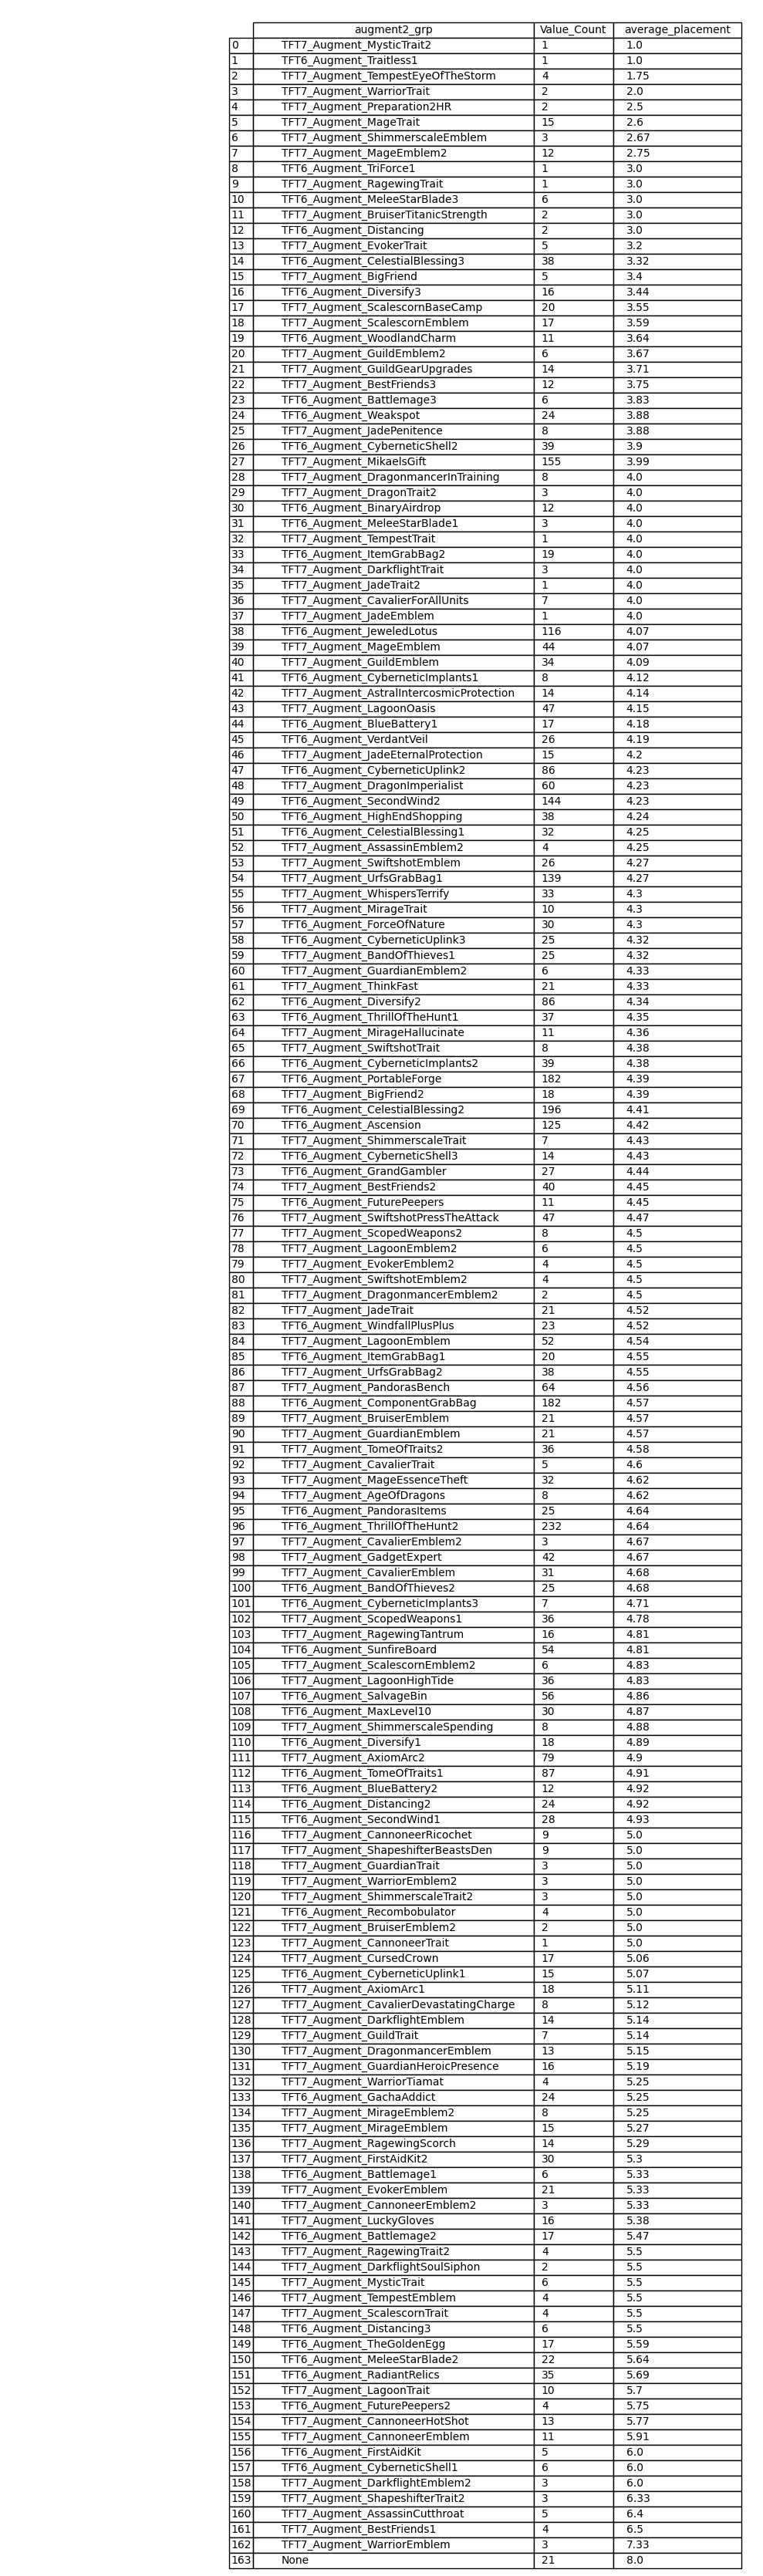 augment2_grp Value_Count average_placement
0 TFT7_Augment_MysticTrait2 1 1.0
1 TFT6_Augment_Traitless1 1 1.0
2 TFT7_Augment_TempestEyeOfTheStorm 4 1.75
3 TFT7_Augment_WarriorTrait 2 2.0
4 TFT7_Augment_Preparation2HR 2 2.5
5 TFT7_Augment_MageTrait 15 2.6
6 TFT7_Augment_ShimmerscaleEmblem 3 2.67
7 TFT7_Augment_MageEmblem2 12 2.75
8 TFT6_Augment_TriForce1 1 3.0
9 TFT7_Augment_RagewingTrait 1 3.0
10 TFT6_Augment_MeleeStarBlade3 6 3.0
11 TFT7_Augment_BruiserTitanicStrength 2 3.0
12 TFT6_Augment_Distancing 2 3.0
13 TFT7_Augment_EvokerTrait 5 3.2
14 TFT6_Augment_CelestialBlessing3 38 3.32
15 TFT7_Augment_BigFriend 5 3.4
16 TFT6_Augment_Diversify3 16 3.44
17 TFT7_Augment_ScalescornBaseCamp 20 3.55
18 TFT7_Augment_ScalescornEmblem 17 3.59
19 TFT6_Augment_WoodlandCharm 11 3.64
20 TFT7_Augment_GuildEmblem2 6 3.67
21 TFT7_Augment_GuildGearUpgrades 14 3.71
22 TFT7_Augment_BestFriends3 12 3.75
23 TFT6_Augment_Battlemage3 6 3.83
24 TFT6_Augment_Weakspot 24 3.88
25 TFT7_Augment_JadePenitence 8 3.88
26 TFT6_Augment_CyberneticShell2 39 3.9
27 TFT7_Augment_MikaelsGift 155 3.99
28 TFT7_Augment_DragonmancerInTraining 8 4.0
29 TFT7_Augment_DragonTrait2 3 4.0
30 TFT6_Augment_BinaryAirdrop 12 4.0
31 TFT6_Augment_MeleeStarBlade1 3 4.0
32 TFT7_Augment_TempestTrait 1 4.0
33 TFT6_Augment_ItemGrabBag2 19 4.0
34 TFT7_Augment_DarkflightTrait 3 4.0
35 TFT7_Augment_JadeTrait2 1 4.0
36 TFT7_Augment_CavalierForAllUnits 7 4.0
37 TFT7_Augment_JadeEmblem 1 4.0
38 TFT6_Augment_JeweledLotus 116 4.07
39 TFT7_Augment_MageEmblem 44 4.07
40 TFT7_Augment_GuildEmblem 34 4.09
41 TFT6_Augment_CyberneticImplants1 8 4.12
42 TFT7_Augment_AstralIntercosmicProtection 14 4.14
43 TFT7_Augment_LagoonOasis 47 4.15
44 TFT6_Augment_BlueBattery1 17 4.18
45 TFT6_Augment_VerdantVeil 26 4.19
46 TFT7_Augment_JadeEternalProtection 15 4.2
47 TFT6_Augment_CyberneticUplink2 86 4.23
48 TFT7_Augment_DragonImperialist 60 4.23
49 TFT6_Augment_SecondWind2 144 4.23
50 TFT6_Augment_HighEndShopping 38 4.24
51 TFT6_Augment_CelestialBlessing1 32 4.25
52 TFT7_Augment_AssassinEmblem2 4 4.25
53 TFT7_Augment_SwiftshotEmblem 26 4.27
54 TFT7_Augment_UrfsGrabBag1 139 4.27
55 TFT7_Augment_WhispersTerrify 33 4.3
56 TFT7_Augment_MirageTrait 10 4.3
57 TFT6_Augment_ForceOfNature 30 4.3
58 TFT6_Augment_CyberneticUplink3 25 4.32
59 TFT7_Augment_BandOfThieves1 25 4.32
60 TFT7_Augment_GuardianEmblem2 6 4.33
61 TFT7_Augment_ThinkFast 21 4.33
62 TFT6_Augment_Diversify2 86 4.34
63 TFT6_Augment_ThrillOfTheHunt1 37 4.35
64 TFT7_Augment_MirageHallucinate 11 4.36
65 TFT7_Augment_SwiftshotTrait 8 4.38
66 TFT6_Augment_CyberneticImplants2 39 4.38
67 TFT6_Augment_PortableForge 182 4.39
68 TFT7_Augment_BigFriend2 18 4.39
69 TFT6_Augment_CelestialBlessing2 196 4.41
70 TFT6_Augment_Ascension 125 4.42
71 TFT7_Augment_ShimmerscaleTrait 7 4.43
72 TFT6_Augment_CyberneticShell3 14 4.43
73 TFT6_Augment_GrandGambler 27 4.44
74 TFT7_Augment_BestFriends2 40 4.45
75 TFT6_Augment_FuturePeepers 11 4.45
76 TFT7_Augment_SwiftshotPressTheAttack 47 4.47
77 TFT7_Augment_ScopedWeapons2 8 4.5
78 TFT7_Augment_LagoonEmblem2 6 4.5
79 TFT7_Augment_EvokerEmblem2 4 4.5
80 TFT7_Augment_SwiftshotEmblem2 4 4.5
81 TFT7_Augment_DragonmancerEmblem2 2 4.5
82 TFT7_Augment_JadeTrait 21 4.52
83 TFT6_Augment_WindfallPlusPlus 23 4.52
84 TFT7_Augment_LagoonEmblem 52 4.54
85 TFT6_Augment_ItemGrabBag1 20 4.55
86 TFT7_Augment_UrfsGrabBag2 38 4.55
87 TFT7_Augment_PandorasBench 64 4.56
88 TFT6_Augment_ComponentGrabBag 182 4.57
89 TFT7_Augment_BruiserEmblem 21 4.57
90 TFT7_Augment_GuardianEmblem 21 4.57
91 TFT7_Augment_TomeOfTraits2 36 4.58
92 TFT7_Augment_CavalierTrait 5 4.6
93 TFT7_Augment_MageEssenceTheft 32 4.62
94 TFT7_Augment_AgeOfDragons 8 4.62
95 TFT6_Augment_PandorasItems 25 4.64
96 TFT6_Augment_ThrillOfTheHunt2 232 4.64
97 TFT7_Augment_CavalierEmblem2 3 4.67
98 TFT7_Augment_GadgetExpert 42 4.67
99 TFT7_Augment_CavalierEmblem 31 4.68
100 TFT6_Augment_BandOfThieves2 25 4.68
101 TFT6_Augment_CyberneticImplants3 7 4.71
102 TFT7_Augment_ScopedWeapons1 36 4.78
103 TFT7_Augment_RagewingTantrum 16 4.81
104 TFT6_Augment_SunfireBoard 54 4.81
105 TFT7_Augment_ScalescornEmblem2 6 4.83
106 TFT7_Augment_LagoonHighTide 36 4.83
107 TFT6_Augment_SalvageBin 56 4.86
108 TFT6_Augment_MaxLevel10 30 4.87
109 TFT7_Augment_ShimmerscaleSpending 8 4.88
110 TFT6_Augment_Diversify1 18 4.89
111 TFT7_Augment_AxiomArc2 79 4.9
112 TFT6_Augment_TomeOfTraits1 87 4.91
113 TFT6_Augment_BlueBattery2 12 4.92
114 TFT6_Augment_Distancing2 24 4.92
115 TFT6_Augment_SecondWind1 28 4.93
116 TFT7_Augment_CannoneerRicochet 9 5.0
117 TFT7_Augment_ShapeshifterBeastsDen 9 5.0
118 TFT7_Augment_GuardianTrait 3 5.0
119 TFT7_Augment_WarriorEmblem2 3 5.0
120 TFT7_Augment_ShimmerscaleTrait2 3 5.0
121 TFT6_Augment_Recombobulator 4 5.0
122 TFT7_Augment_BruiserEmblem2 2 5.0
123 TFT7_Augment_CannoneerTrait 1 5.0
124 TFT7_Augment_CursedCrown 17 5.06
125 TFT6_Augment_CyberneticUplink1 15 5.07
126 TFT7_Augment_AxiomArc1 18 5.11
127 TFT7_Augment_CavalierDevastatingCharge 8 5.12
128 TFT7_Augment_DarkflightEmblem 14 5.14
129 TFT7_Augment_GuildTrait 7 5.14
130 TFT7_Augment_DragonmancerEmblem 13 5.15
131 TFT7_Augment_GuardianHeroicPresence 16 5.19
132 TFT7_Augment_WarriorTiamat 4 5.25
133 TFT6_Augment_GachaAddict 24 5.25
134 TFT7_Augment_MirageEmblem2 8 5.25
135 TFT7_Augment_MirageEmblem 15 5.27
136 TFT7_Augment_RagewingScorch 14 5.29
137 TFT7_Augment_FirstAidKit2 30 5.3
138 TFT6_Augment_Battlemage1 6 5.33
139 TFT7_Augment_EvokerEmblem 21 5.33
140 TFT7_Augment_CannoneerEmblem2 3 5.33
141 TFT7_Augment_LuckyGloves 16 5.38
142 TFT6_Augment_Battlemage2 17 5.47
143 TFT7_Augment_RagewingTrait2 4 5.5
144 TFT7_Augment_DarkflightSoulSiphon 2 5.5
145 TFT7_Augment_MysticTrait 6 5.5
146 TFT7_Augment_TempestEmblem 4 5.5
147 TFT7_Augment_ScalescornTrait 4 5.5
148 TFT6_Augment_Distancing3 6 5.5
149 TFT6_Augment_TheGoldenEgg 17 5.59
150 TFT6_Augment_MeleeStarBlade2 22 5.64
151 TFT6_Augment_RadiantRelics 35 5.69
152 TFT7_Augment_LagoonTrait 10 5.7
153 TFT6_Augment_FuturePeepers2 4 5.75
154 TFT7_Augment_CannoneerHotShot 13 5.77
155 TFT7_Augment_CannoneerEmblem 11 5.91
156 TFT6_Augment_FirstAidKit 5 6.0
157 TFT6_Augment_CyberneticShell1 6 6.0
158 TFT7_Augment_DarkflightEmblem2 3 6.0
159 TFT7_Augment_ShapeshifterTrait2 3 6.33
160 TFT7_Augment_AssassinCutthroat 5 6.4
161 TFT7_Augment_BestFriends1 4 6.5
162 TFT7_Augment_WarriorEmblem 3 7.33
163 None 21 8.0